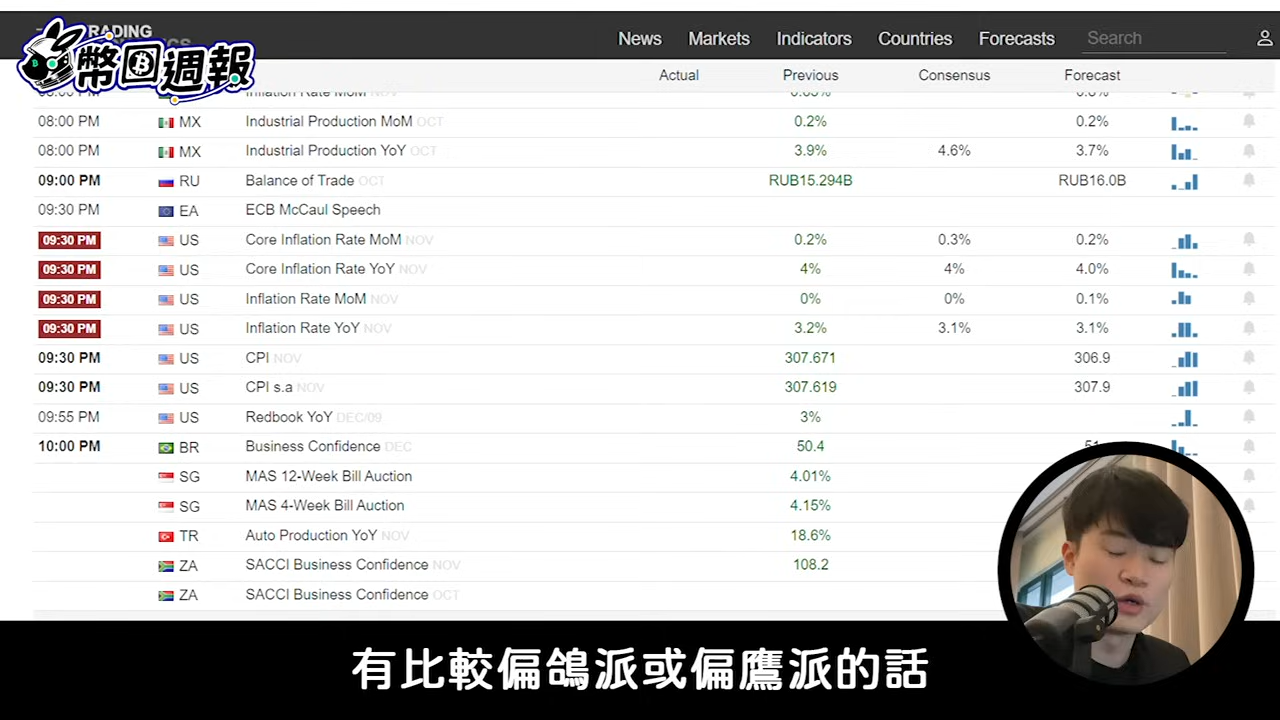 RADING
幣圈週報
News Markets Indicators Countries Forecasts Search
Actual Previous Consensus Forecast
Inflation Rate MoM NOV
08:00 PM MX Industrial Production MoM OCT 0.2% 0.2%
08:00 PM MX Industrial Production YoY OCT 3.9% 4.6% 3.7%
09:00 PM RU Balance of Trade OCT RUB15.294B RUB16.0B
09:30 PM EA ECB McCaul Speech
09:30 PM US Core Inflation Rate MoM NOV 0.2% 0.3% 0.2%
09:30 PM US Core Inflation Rate YoY NOV 4% 4% 4.0%
09:30 PM US Inflation Rate MoM NOV 0% 0% 0.1%
09:30 PM US Inflation Rate YoY NOV 3.2% 3.1% 3.1%
09:30 PM US CPI NOV 307.671 306.9
09:30 PM US CPI s.a NOV 307.619 307.9
09:55 PM US Redbook YoY DEC/09 3%
10:00 PM BR Business Confidence DEC 50.4
SG MAS 12-Week Bill Auction 4.01%
SG MAS 4-Week Bill Auction 4.15%
TR Auto Production YoY NOV 18.6%
ZA SACCI Business Confidence NOV 108.2
ZA SACCI Business Confidence OCT
有比較偏鴿派或偏鷹派的話